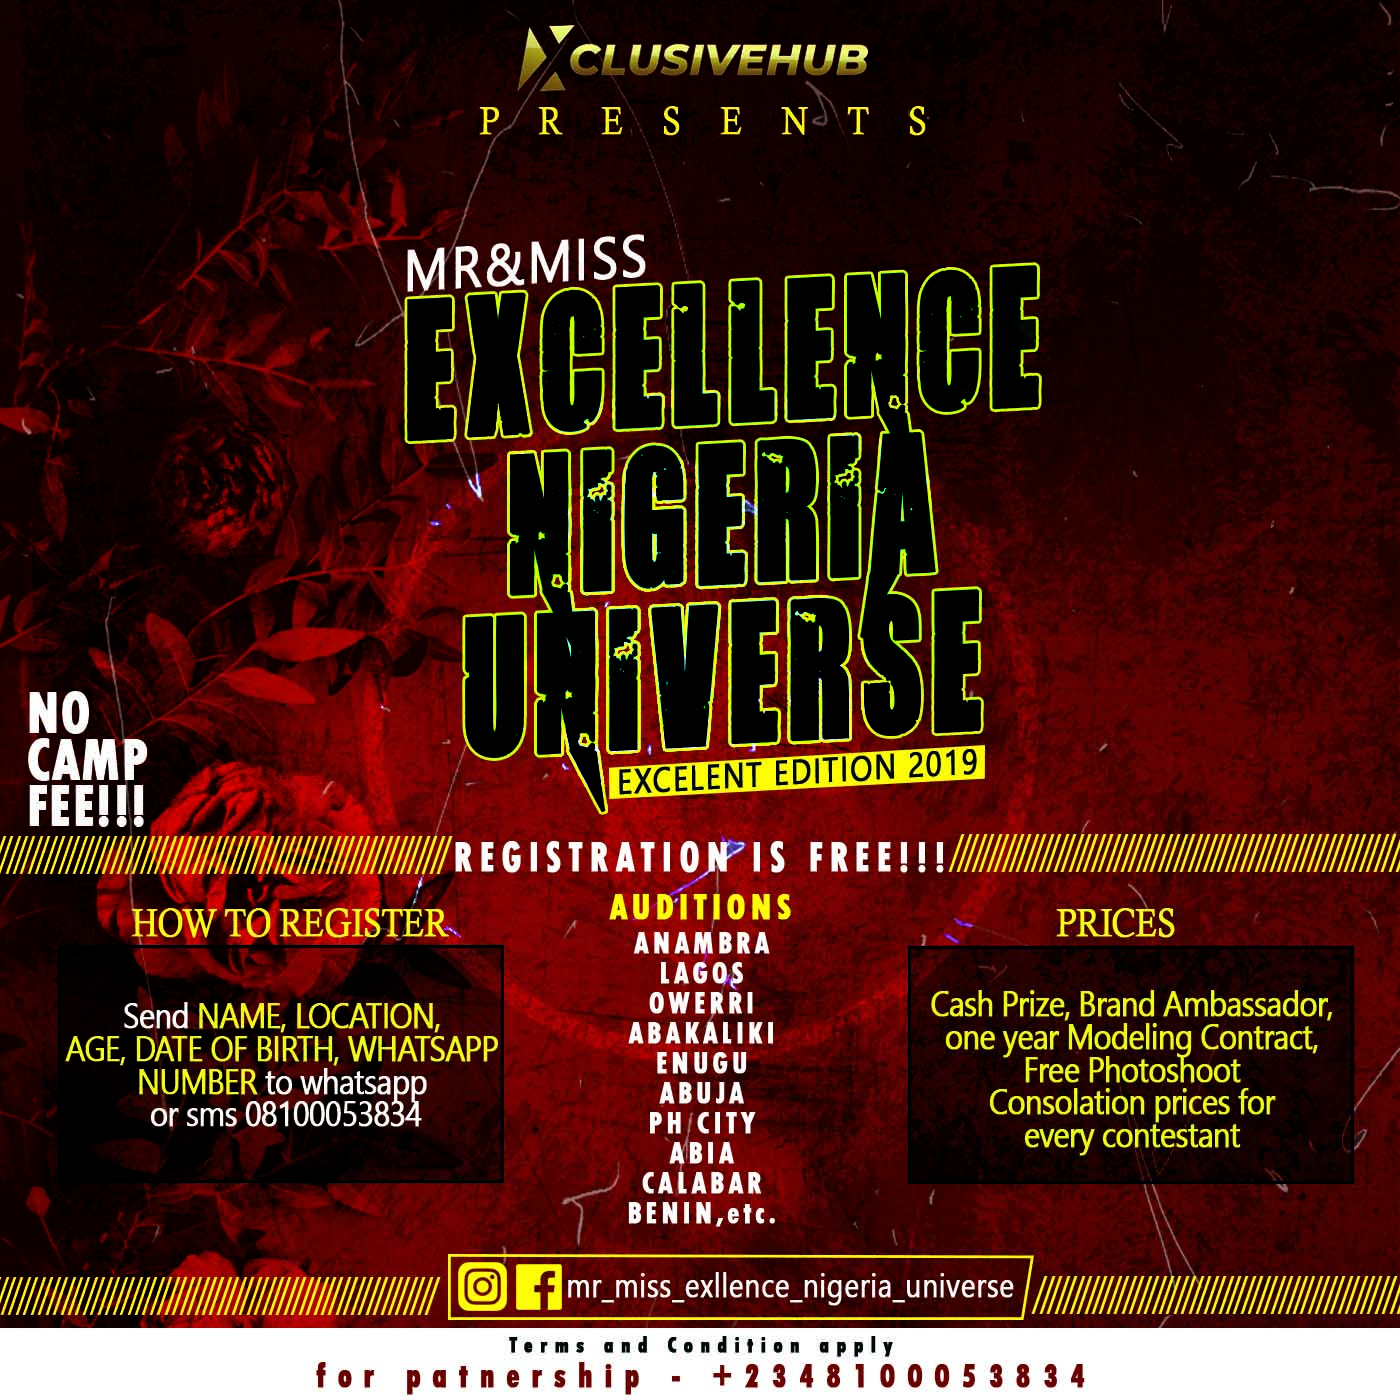 XCLUSIVEHUB
PRESENTS
MR&MISS
EXCELLENCE
NIGERIA
UNIVERSE
EXCELENT EDITION 2019
NO
CAMP
FEE!!!
REGISTRATION IS FREE!!!
HOW TO REGISTER
Send NAME, LOCATION,
AGE, DATE OF BIRTH, WHATSAPP
NUMBER to whatsapp
or sms 08100053834
AUDITIONS
ANAMBRA
LAGOS
OWERRI
ABAKALIKI
ENUGU
ABUJA
PH CITY
ABIA
CALABAR
BENIN,etc.
PRICES
Cash Prize, Brand Ambassador,
one year Modeling Contract,
Free Photoshoot
Consolation prices for
every contestant
mr_miss_exllence_nigeria_universe
Terms and Condition apply
for patnership - +2348100053834